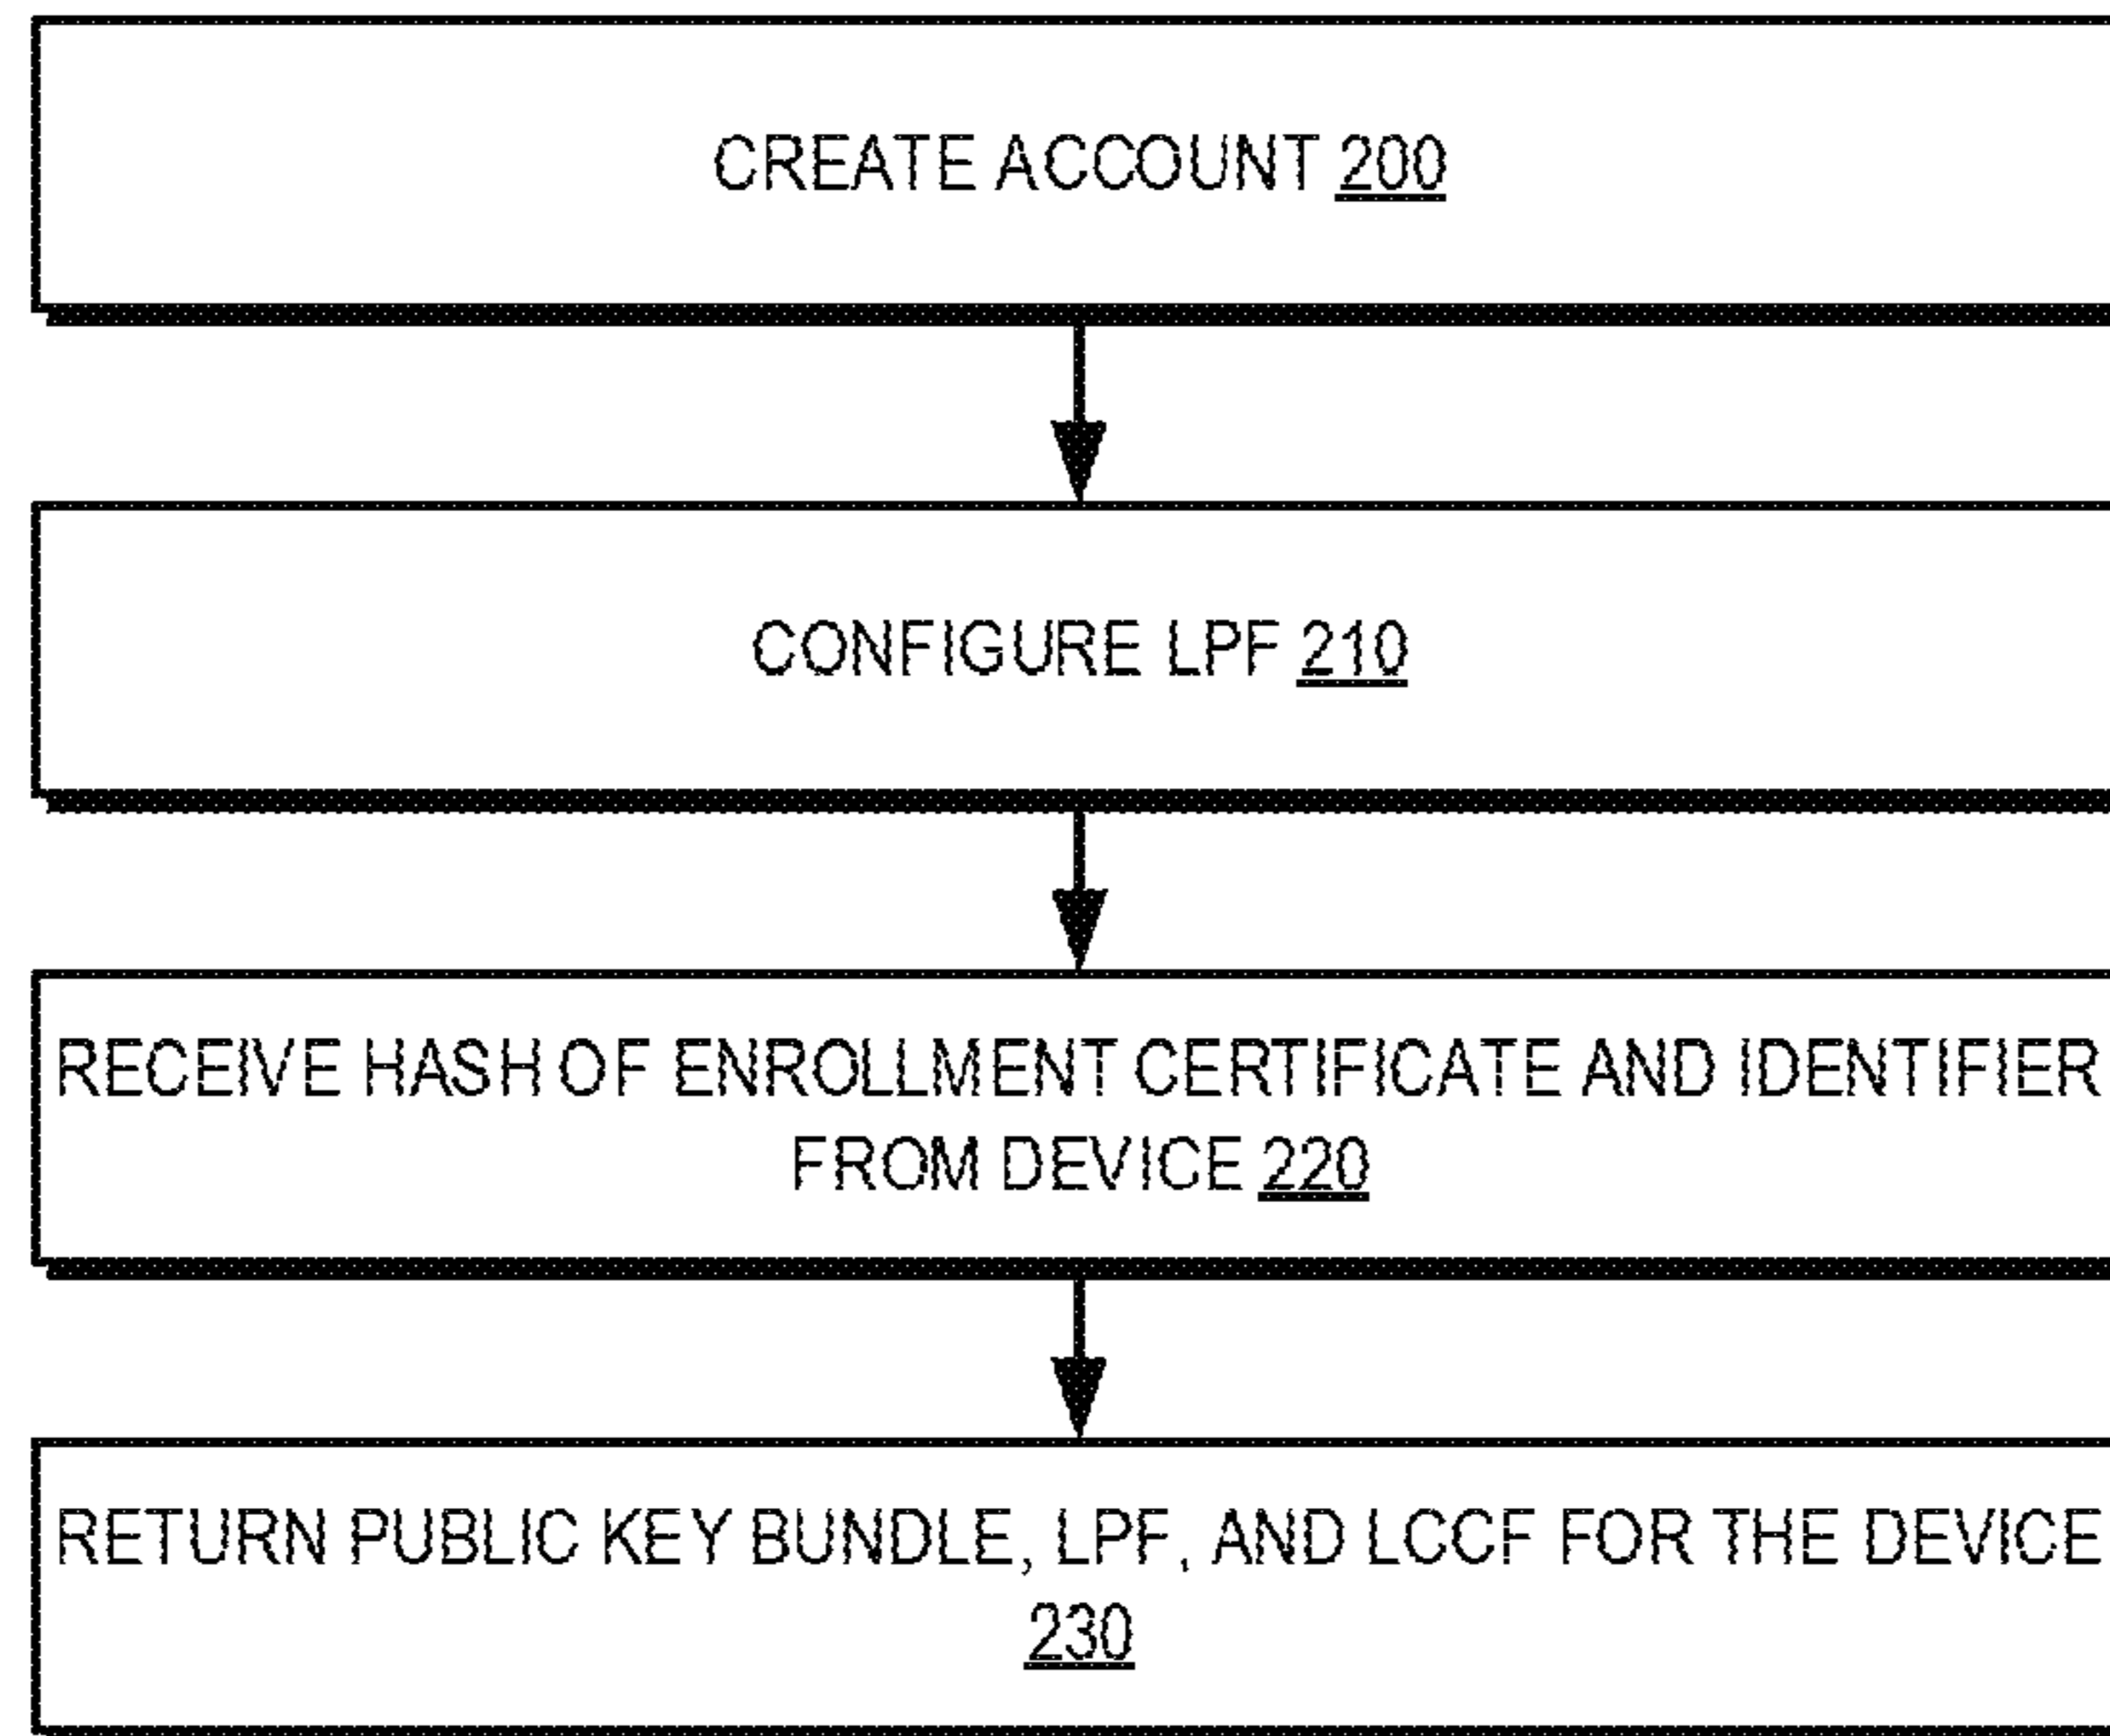 CREATE ACCOUNT 200
CONFIGURE LPF 210
RECEIVE HASH OF ENROLLMENT CERTIFICATE AND IDENTIFIER
FROM DEVICE 220
RETURN PUBLIC KEY BUNDLE, LPF, AND LCCF FOR THE DEVICE
230